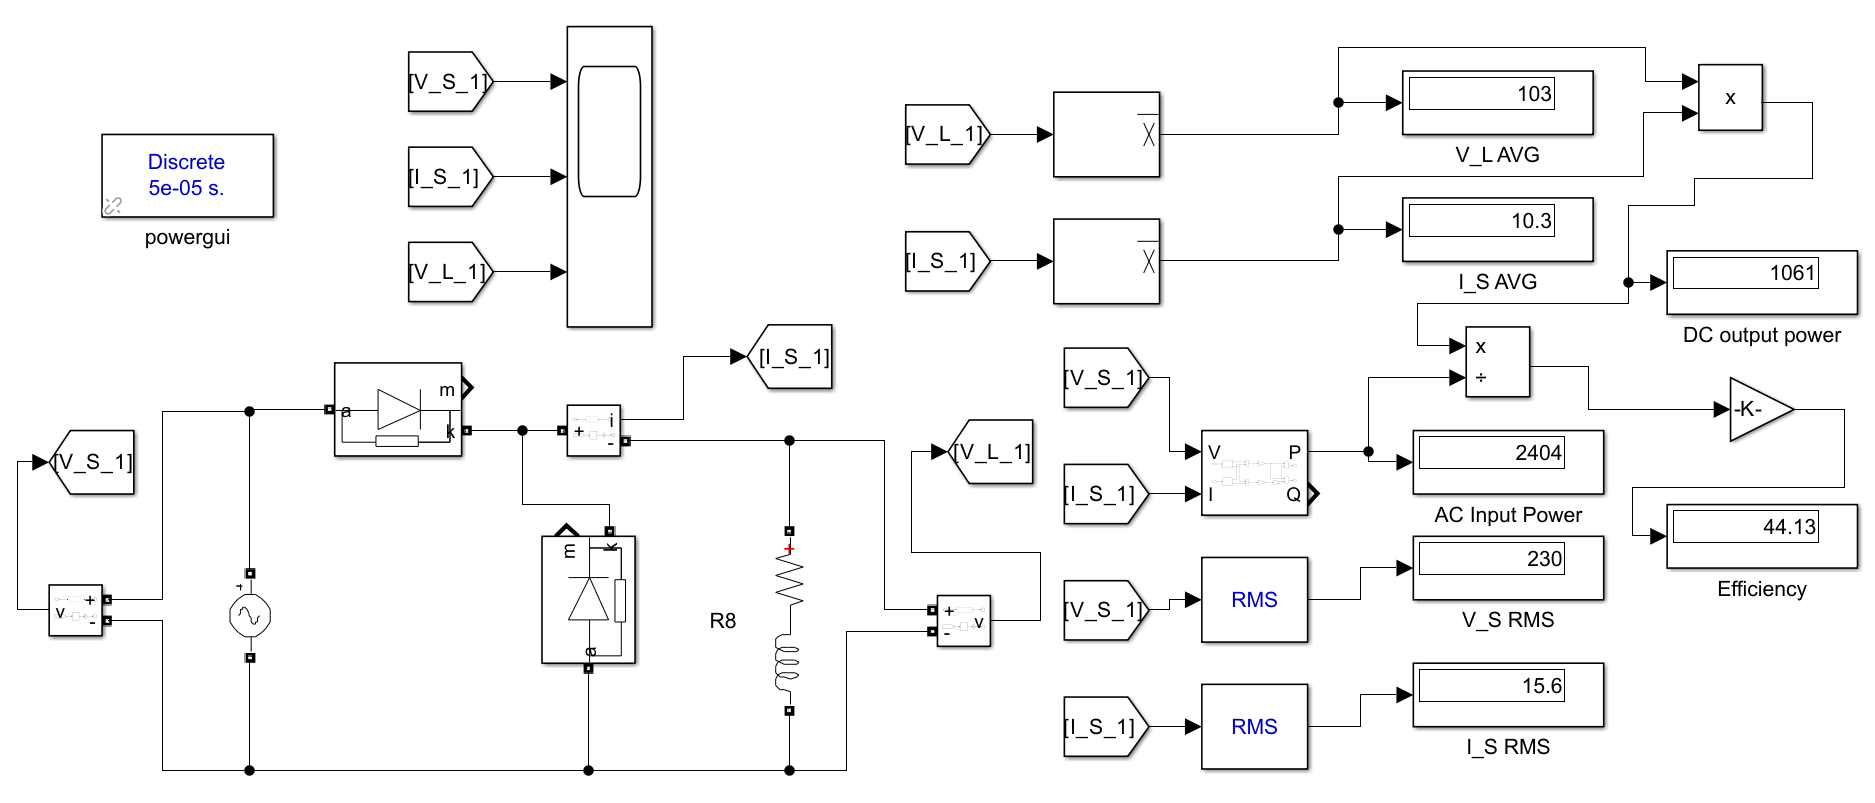 [V_S_1]
[I_S_1]
[V_L_1]
Discrete
5e-05 s.
powergui
[V_L_1]
X
103
V_L AVG
x
[I_S_1]
X
10.3
I_S AVG
1061
DC output power
[V_S_1]
+
-
v
+
a
m
k
+
i
-
[I_S_1]
m
k
a
R8
+
[V_L_1]
+
-
v
[V_S_1]
[I_S_1]
V
I
P
Q
x
÷
-K-
2404
AC Input Power
44.13
Efficiency
[V_S_1]
RMS
230
V_S RMS
[I_S_1]
RMS
15.6
I_S RMS